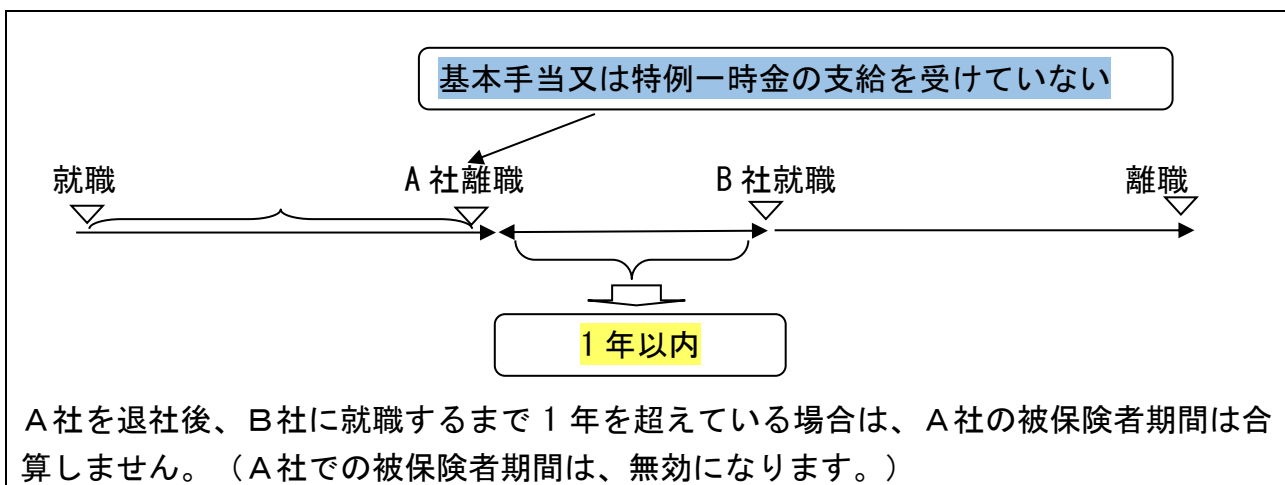 基本手当又は特例一時金の支給を受けていない
就職 A社離職 B社就職 離職
1年以内
A社を退社後、B社に就職するまで1年を超えている場合は、A社の被保険者期間は合
算しません。（A社での被保険者期間は、無効になります。）